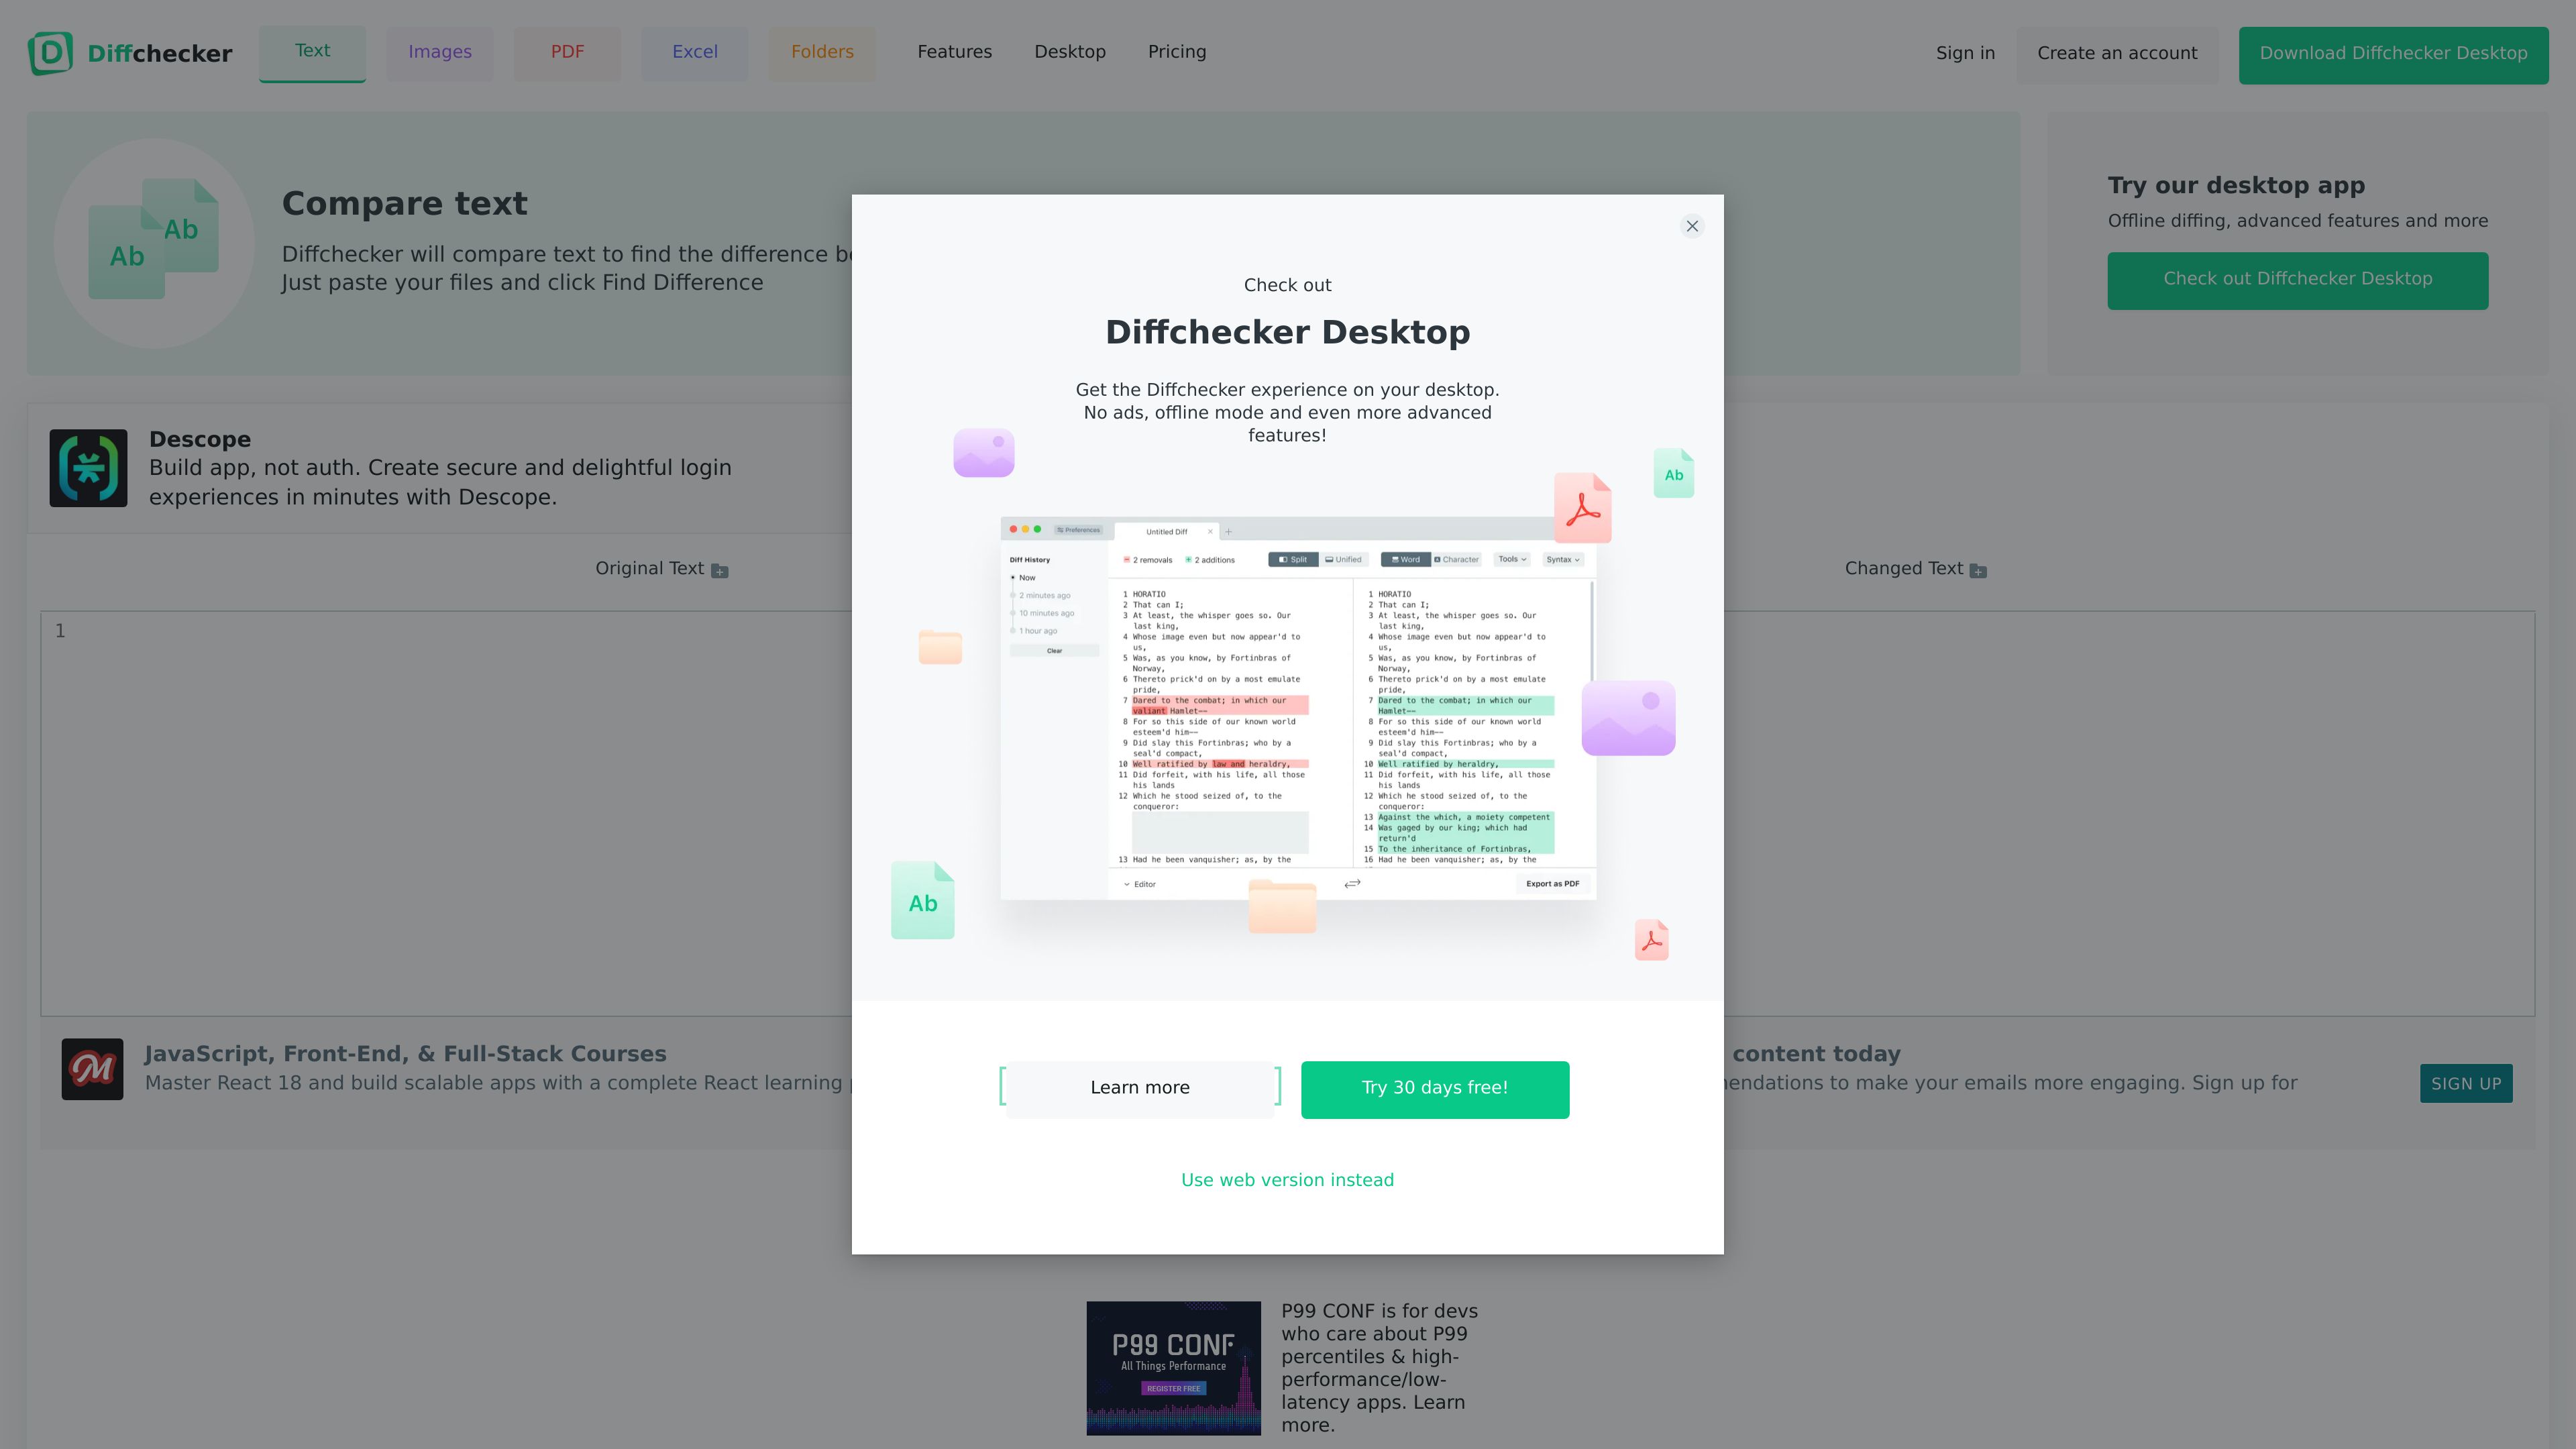 Diffchecker
Text
Images
PDF
Excel
Folders
Features
Desktop
Pricing
Sign in
Create an account
Download Diffchecker Desktop
Ab
Ab
Compare text
Diffchecker will compare text to find the difference
Just paste your files and click Find Difference
Try our desktop app
Offline diffing, advanced features and more
Check out Diffchecker Desktop
Descope
Build app, not auth. Create secure and delightful login
experiences in minutes with Descope.
Original Text
Changed Text
1
JavaScript, Front-End, & Full-Stack Courses
Master React 18 and build scalable apps with a complete React learning
content today
to make your emails more engaging. Sign up for
SIGN UP
Check out
Diffchecker Desktop
Get the Diffchecker experience on your desktop.
No ads, offline mode and even more advanced
features!
Ab
Preferences
Untitled Diff
Diff History
Now
2 minutes ago
10 minutes ago
1 hour ago
Clear
2 removals
2 additions
Split
Unified
Word
Character
Tools
Syntax
1 HORATIO
2 That can I;
3 At least, the whisper goes so. Our
last king,
4 Whose image even but now appear'd to
us,
5 Was, as you know, by Fortinbras of
Norway,
6 Thereto prick'd on by a most emulate
pride,
7 Dared to the combat; in which our
valiant Hamlet--
8 For so this side of our known world
esteem'd him--
9 Did slay this Fortinbras; who by a
seal'd compact,
10 Well ratified by law and heraldry,
11 Did forfeit, with his life, all those
his lands
12 Which he stood seized of, to the
conqueror:
13 Had he been vanquisher; as, by the
1 HORATIO
2 That can I;
3 At least, the whisper goes so. Our
last king,
4 Whose image even but now appear'd to
us,
5 Was, as you know, by Fortinbras of
Norway,
6 Thereto prick'd on by a most emulate
pride,
7 Dared to the combat; in which our
Hamlet--
8 For so this side of our known world
esteem'd him--
9 Did slay this Fortinbras; who by a
seal'd compact,
10 Well ratified by heraldry,
11 Did forfeit, with his life, all those
his lands
12 Which he stood seized of, to the
conqueror:
13 Against the which, a moiety competent
14 Was gaged by our king; which had
return'd
15 To the inheritance of Fortinbras,
16 Had he been vanquisher; as, by the
Editor
Export as PDF
Ab
Learn more
Try 30 days free!
Use web version instead
P99 CONF
All Things Performance
REGISTER FREE
P99 CONF is for devs
who care about P99
percentiles & high-
performance/low-
latency apps. Learn
more.